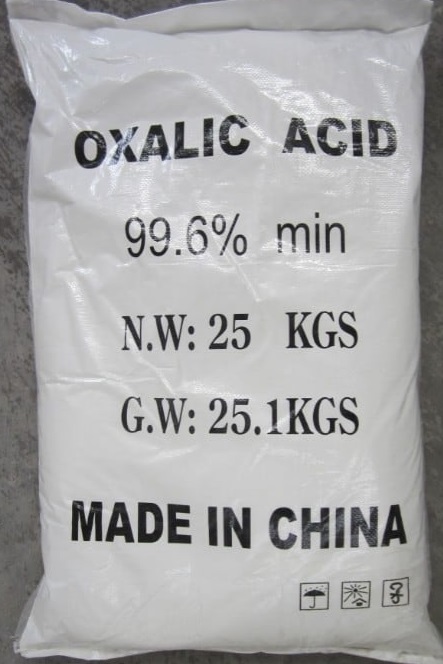 OXALIC ACID
99.6% min
N.W: 25 KGS
G.W: 25.1KGS
MADE IN CHINA